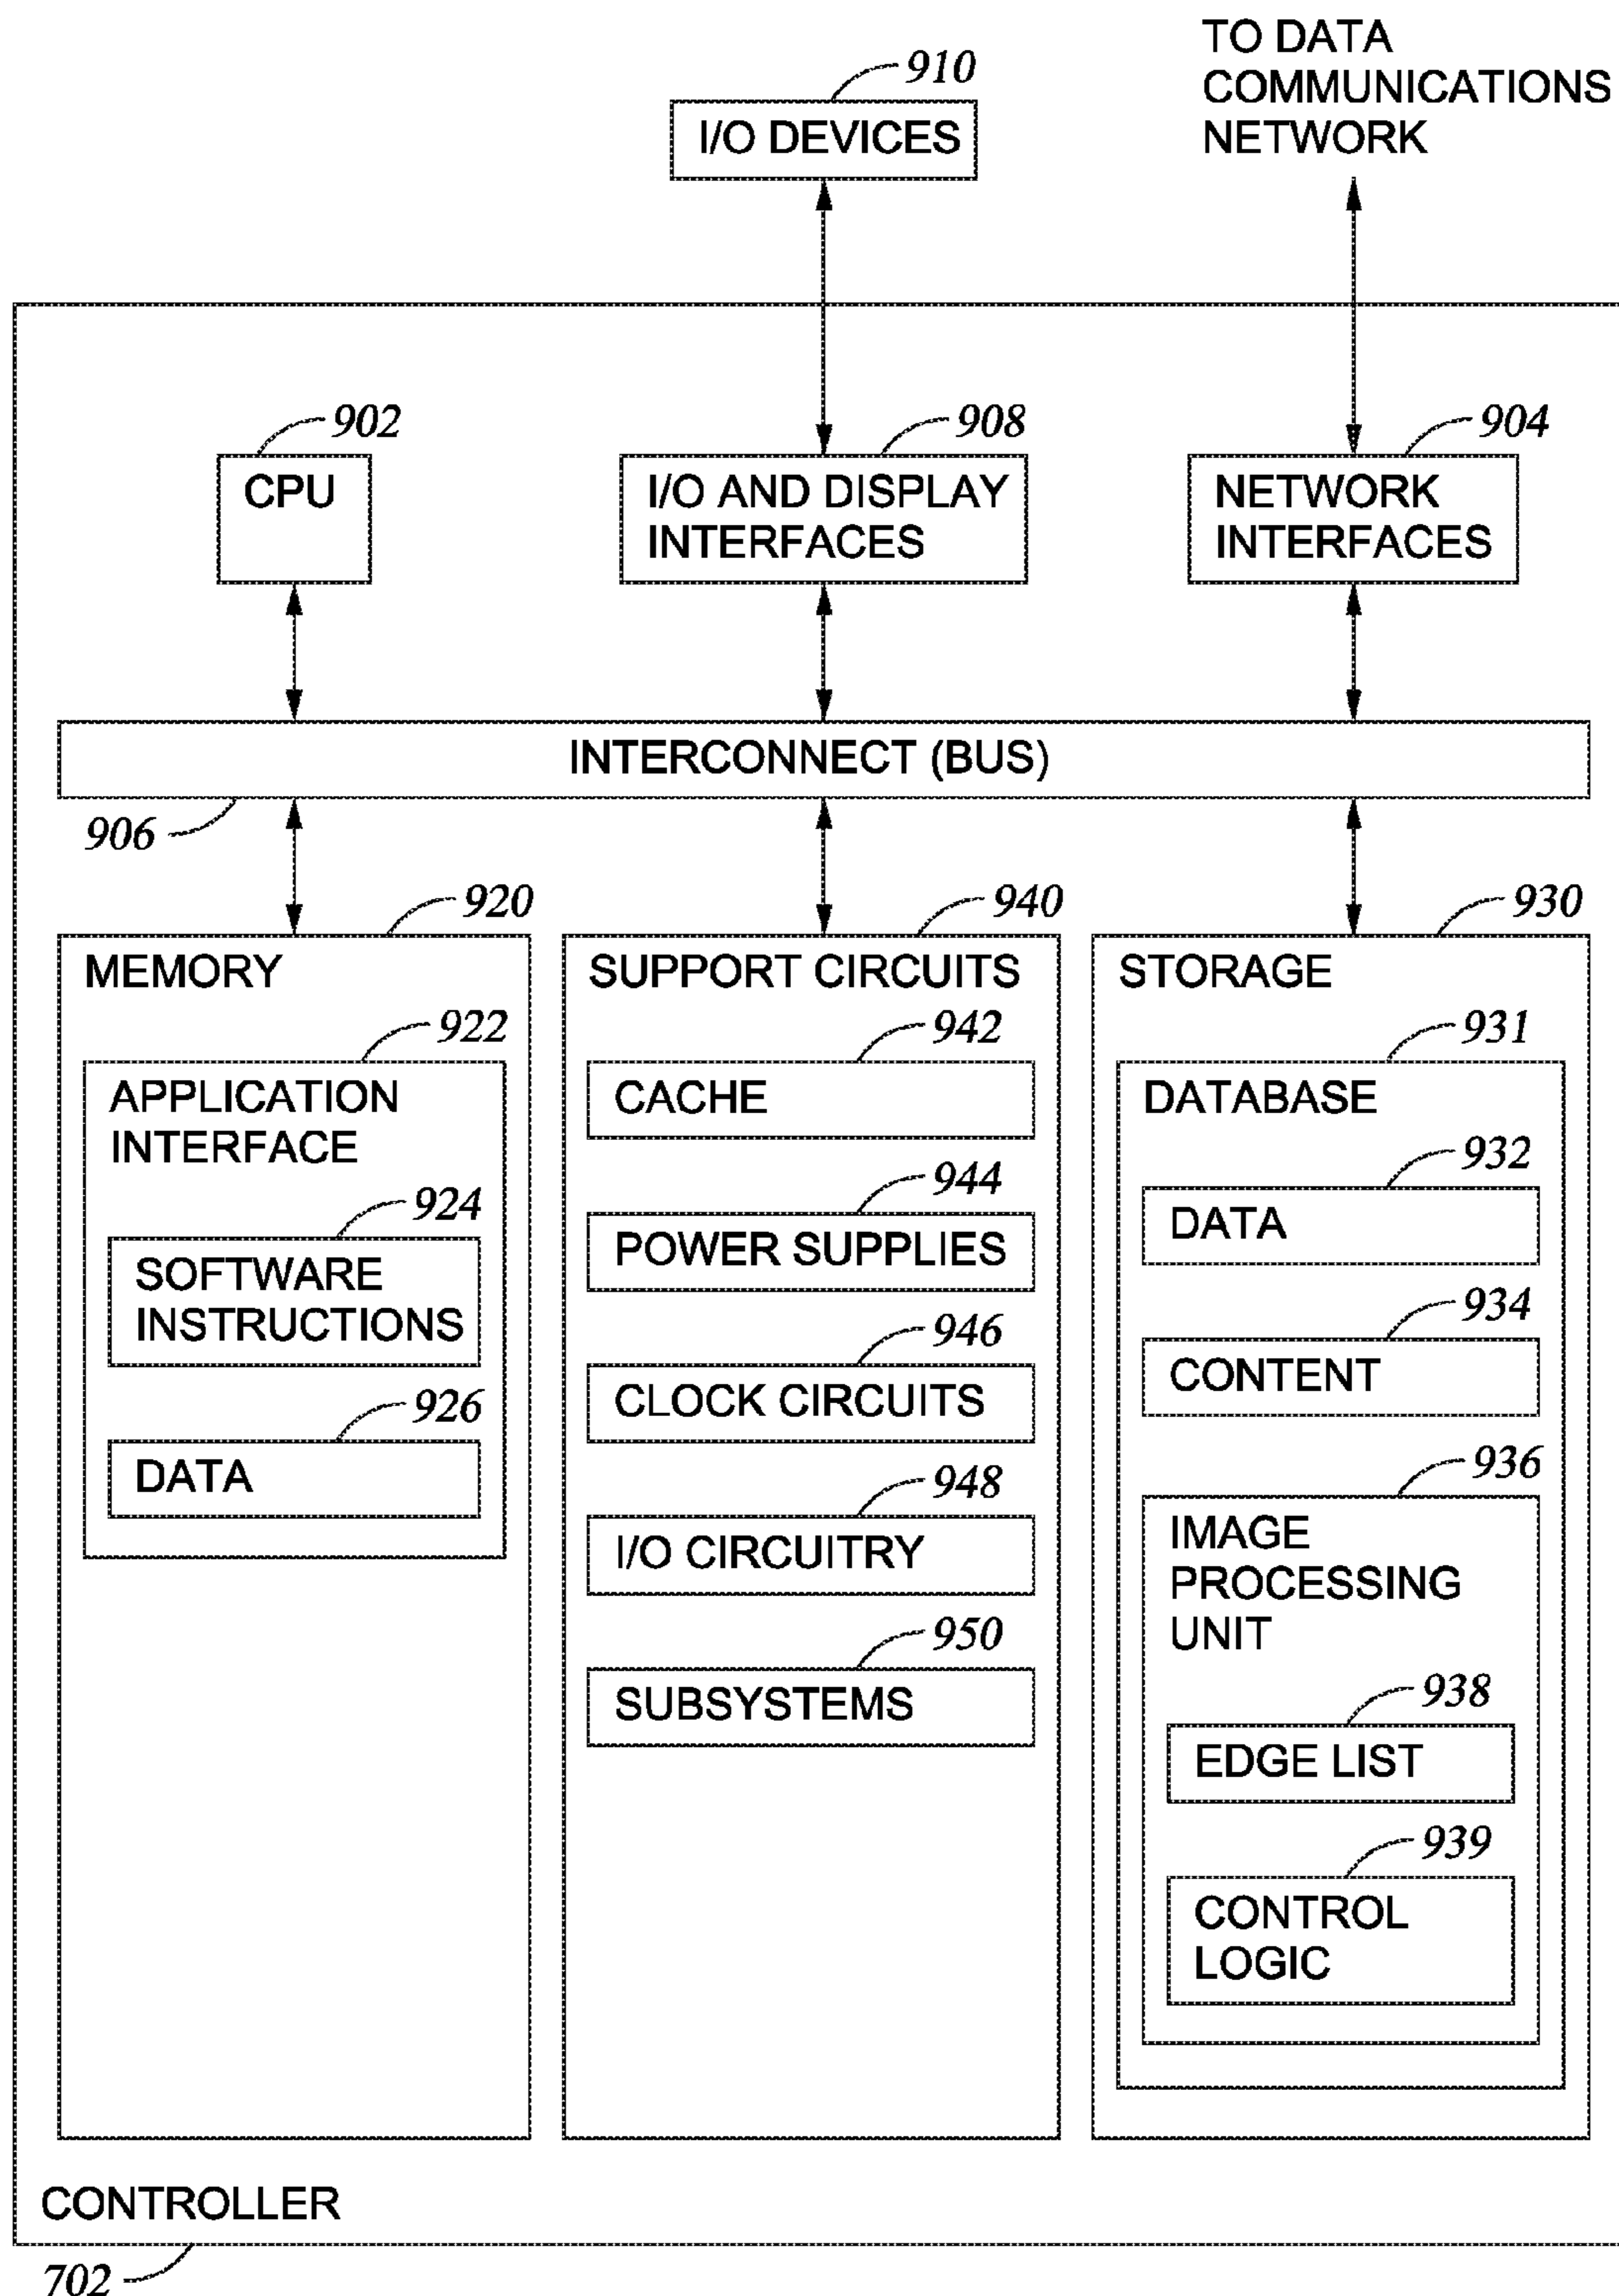 TO DATA
COMMUNICATIONS
NETWORK
910
I/O DEVICES
902
908
904
CPU
I/O AND DISPLAY
INTERFACES
NETWORK
INTERFACES
INTERCONNECT (BUS)
906
920
940
930
MEMORY
SUPPORT CIRCUITS
STORAGE
922
APPLICATION
INTERFACE
924
SOFTWARE
INSTRUCTIONS
926
DATA
942
CACHE
944
POWER SUPPLIES
946
CLOCK CIRCUITS
948
I/O CIRCUITRY
950
SUBSYSTEMS
931
DATABASE
932
DATA
934
CONTENT
936
IMAGE
PROCESSING
UNIT
938
EDGE LIST
939
CONTROL
LOGIC
CONTROLLER
702